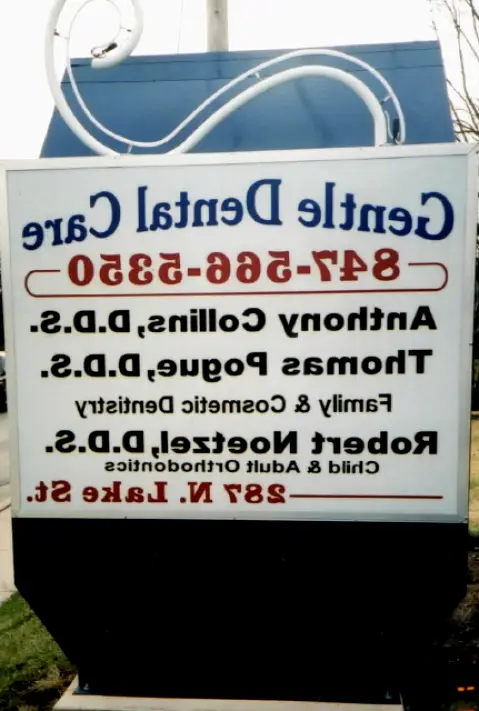 Gentle Dental Care
847-566-5350
Anthony Collins, D.D.S.
Thomas Pogue, D.D.S.
Family & Cosmetic Dentistry
Robert Noetzel, D.D.S.
Child & Adult Orthodontics
287 N. Lake St.